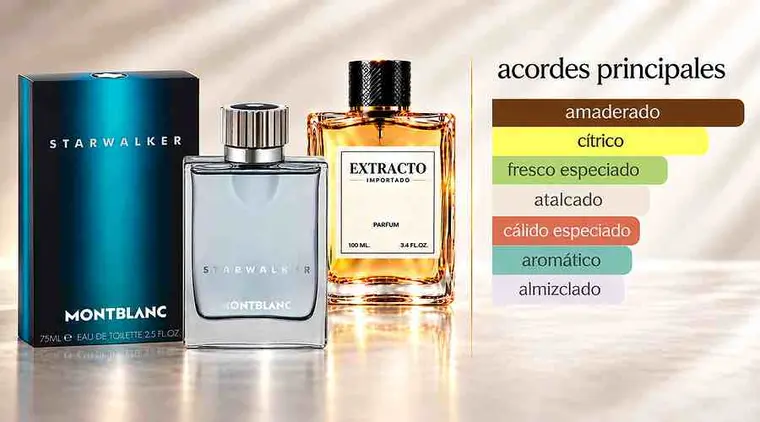 STARWALKER
MONTBLANC
75ML e EAU DE TOILETTE 2.5 FL.OZ.
STARWALKER
MONTBLANC
EXTRACTO
IMPORTADO
PARFUM
100 ML. 3.4 FL.OZ.
acordes principales
amaderado
cítrico
fresco especiado
atalcado
cálido especiado
aromático
almizclado